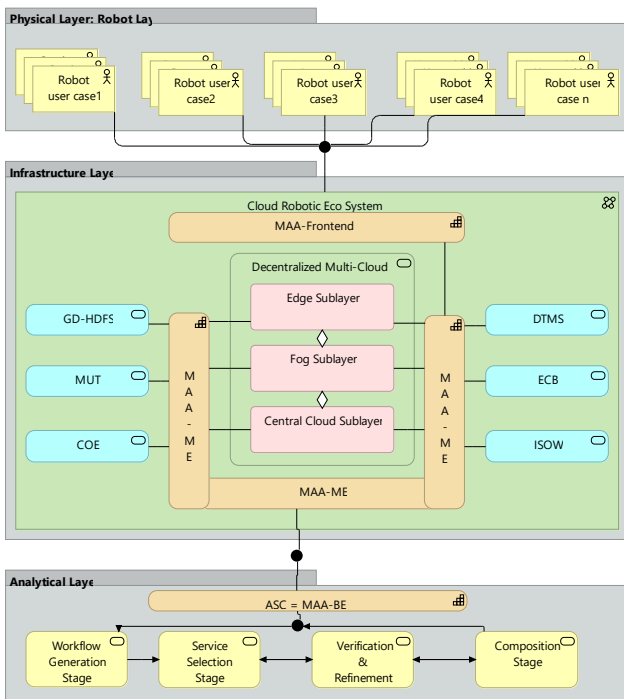 Physical Layer: Robot Lay
Robot
user case1
Robot user
case2
Robot user
case3
Robot
user case4
Robot user
case n
Infrastructure Laye
Cloud Robotic Eco System
MAA-Frontend
Decentralized Multi-Cloud
Edge Sublayer
GD-HDFS
DTMS
Fog Sublayer
MUT
ECB
M
A
A
-
M
E
M
A
A
-
M
E
Central Cloud Sublayer
COE
ISOW
MAA-ME
Analytical Laye
ASC = MAA-BE
Workflow
Generation
Stage
Service
Selection
Stage
Verification
&
Refinement
Composition
Stage